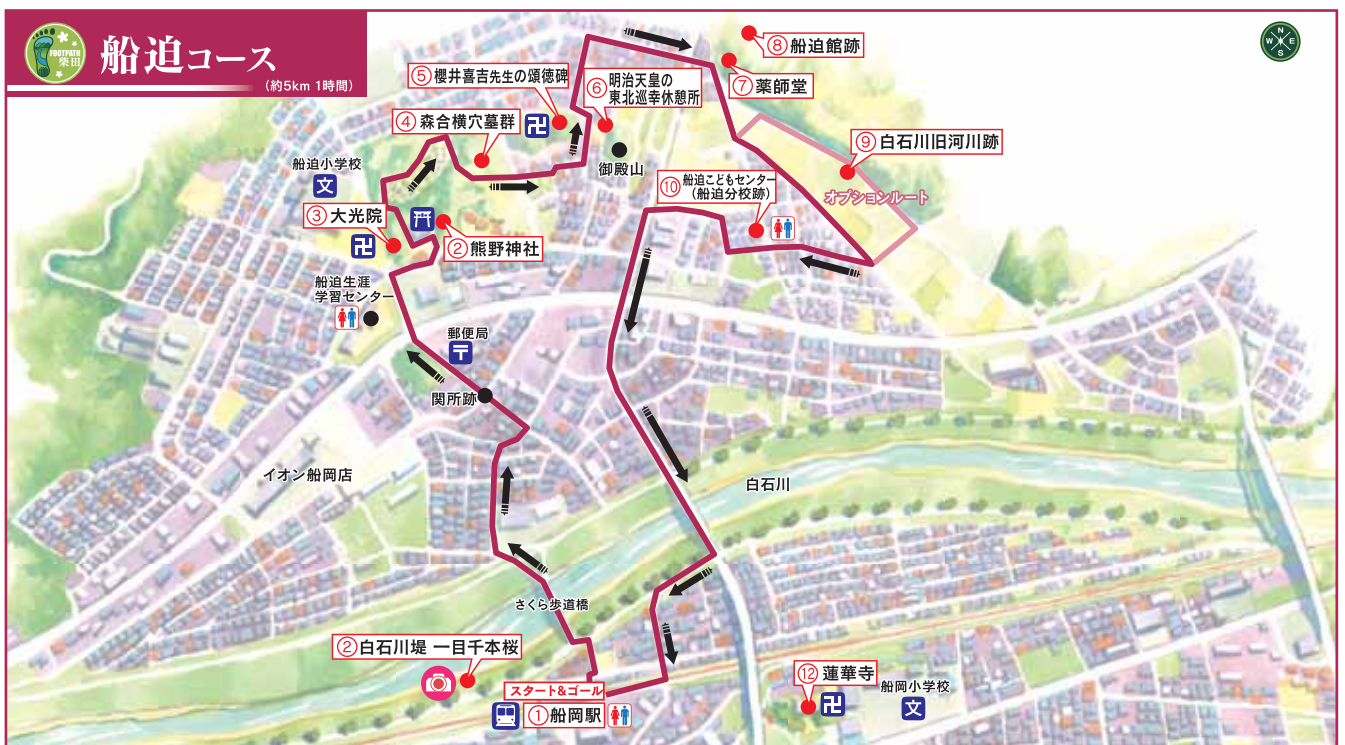 FOOTPATH
柴田
船迫コース
(約5km 1時間)
N
W E
S
⑧船迫館跡
⑦薬師堂
⑤櫻井喜吉先生の頌徳碑
⑥明治天皇の
東北巡幸休憩所
④森合横穴墓群
⑨白石川旧河川跡
船迫小学校
文
御殿山
⑩船迫こどもセンター
(船迫分校跡)
オプションルート
③大光院
②熊野神社
船迫生涯
学習センター
郵便局
〒
関所跡
イオン船岡店
白石川
さくら歩道橋
②白石川堤 一目千本桜
スタート&ゴール
①船岡駅
⑫蓮華寺
船岡小学校
文